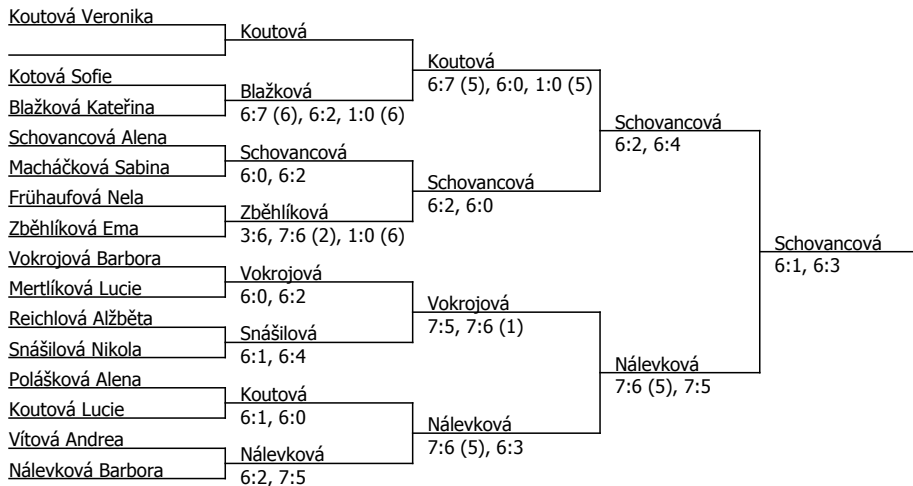 Koutová Veronika
Kotová Sofie
Blažková Kateřina
Schovancová Alena
Macháčková Sabina
Frühaufová Nela
Zběhlíková Ema
Vokrojová Barbora
Mertlíková Lucie
Reichlová Alžběta
Snášilová Nikola
Polášková Alena
Koutová Lucie
Vítová Andrea
Nálevková Barbora
Koutová
Blažková
6:7 (6), 6:2, 1:0 (6)
Schovancová
6:0, 6:2
Zběhlíková
3:6, 7:6 (2), 1:0 (6)
Vokrojová
6:0, 6:2
Snášilová
6:1, 6:4
Koutová
6:1, 6:0
Nálevková
6:2, 7:5
Koutová
6:7 (5), 6:0, 1:0 (5)
Schovancová
6:2, 6:0
Vokrojová
7:5, 7:6 (1)
Nálevková
7:6 (5), 6:3
Schovancová
6:2, 6:4
Nálevková
7:6 (5), 7:5
Schovancová
6:1, 6:3